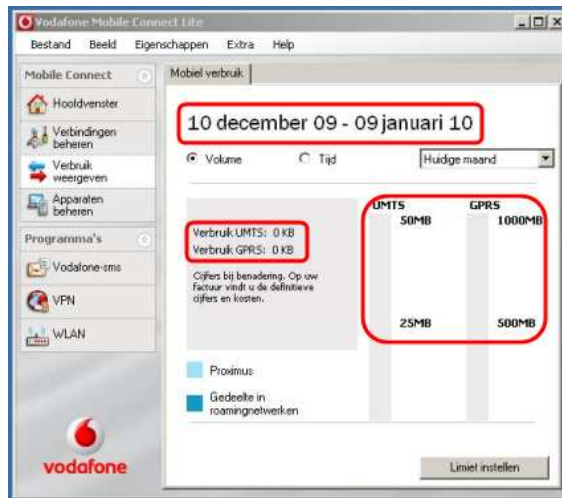 Vodafone Mobile Connect Lite
Bestand Beeld Eigenschappen Extra Help
Mobile Connect
Hoofdvenster
Verbindingen
beheren
Verbruik
weergeven
Apparaten
beheren
Programma's
Vodafone-sms
VPN
WLAN
vodafone
Mobiel verbruik
10 december 09 - 09 januari 10
Volume Tijd Huidige maand
Verbruik UMTS: 0 KB
Verbruik GPRS: 0 KB
Cijfers bij benadering. Op uw
factuur vindt u de definitieve
cijfers en kosten.
UMTS GPRS
50MB 1000MB
25MB 500MB
Proximus
Gedeelte in
roamingnetwerken
Limiet instellen